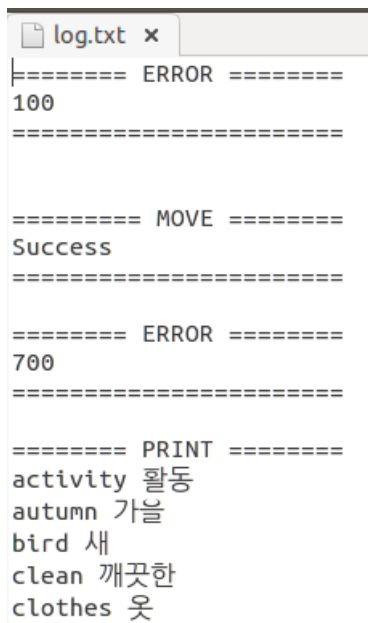 log.txt ×
======== ERROR ========
100
=======================
========= MOVE ========
Success
=======================
======== ERROR ========
700
=======================
======== PRINT ========
activity 활동
autumn 가을
bird 새
clean 깨끗한
clothes 옷